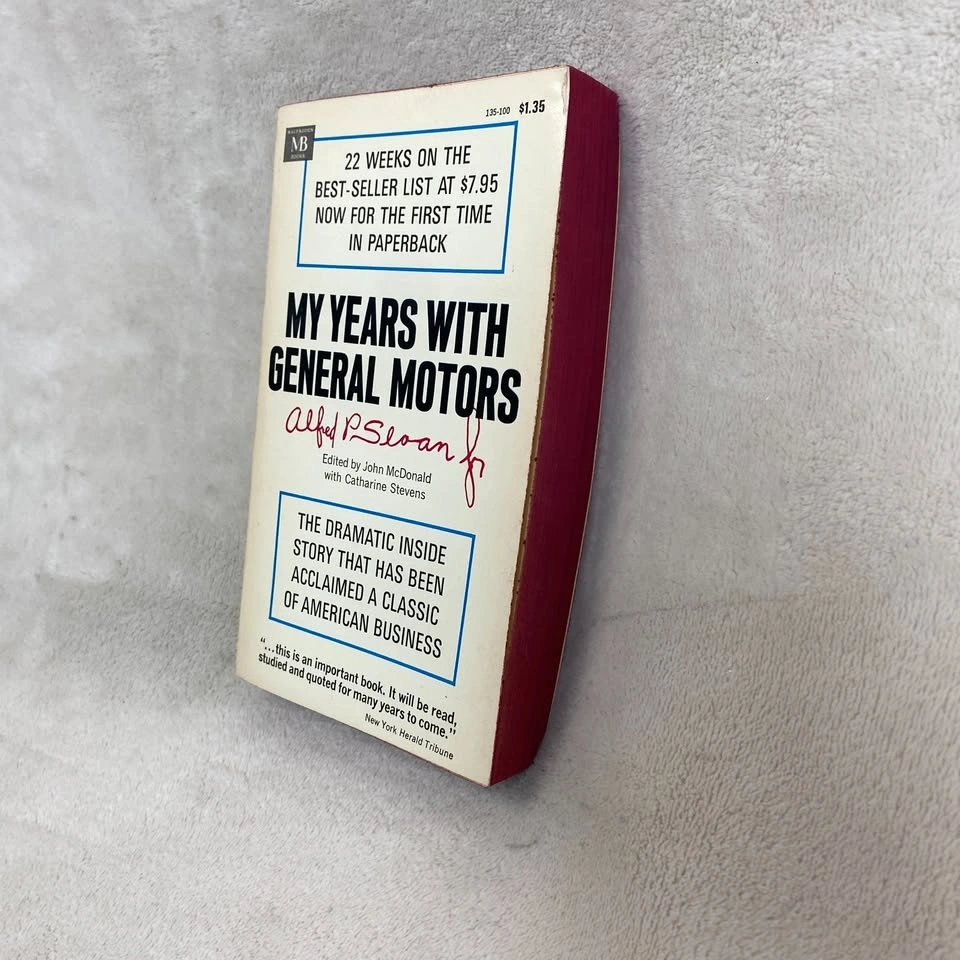 135-100 $1.35
MACFADDEN
MB
BOOKS
22 WEEKS ON THE
BEST-SELLER LIST AT $7.95
NOW FOR THE FIRST TIME
IN PAPERBACK
MY YEARS WITH
GENERAL MOTORS
Alfred P Sloan Jr
Edited by John McDonald
with Catharine Stevens
THE DRAMATIC INSIDE
STORY THAT HAS BEEN
ACCLAIMED A CLASSIC
OF AMERICAN BUSINESS
“...this is an important book. It will be read,
studied and quoted for many years to come.”
New York Herald Tribune